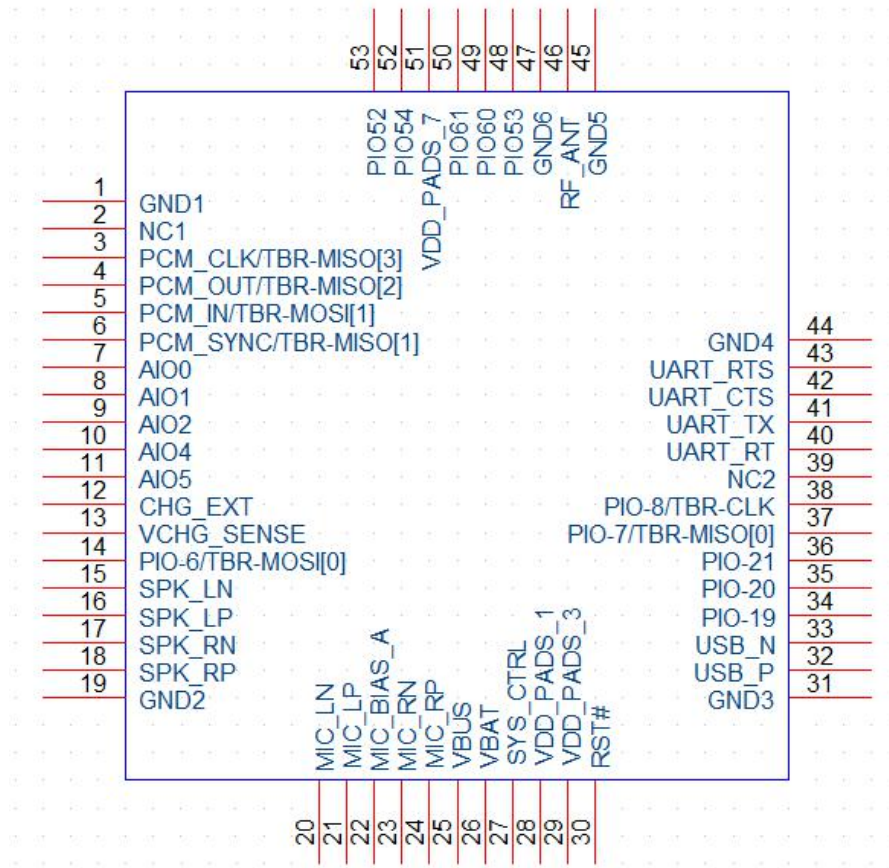 53
52
51
50
49
48
47
46
45
PIO52
PIO54
VDD_PADS_7
PIO61
PIO60
PIO53
GND6
RF_ANT
GND5
1 GND1
2 NC1
3 PCM_CLK/TBR-MISO[3]
4 PCM_OUT/TBR-MISO[2]
5 PCM_IN/TBR-MOSI[1]
6 PCM_SYNC/TBR-MISO[1]
7 AIO0
8 AIO1
9 AIO2
10 AIO4
11 AIO5
12 CHG_EXT
13 VCHG_SENSE
14 PIO-6/TBR-MOSI[0]
15 SPK_LN
16 SPK_LP
17 SPK_RN
18 SPK_RP
19 GND2
GND4 44
UART_RTS 43
UART_CTS 42
UART_TX 41
UART_RT 40
NC2 39
PIO-8/TBR-CLK 38
PIO-7/TBR-MISO[0] 37
PIO-21 36
PIO-20 35
PIO-19 34
USB_N 33
USB_P 32
GND3 31
MIC_LN
MIC_LP
MIC_BIAS_A
MIC_RN
MIC_RP
VBUS
VBAT
SYS_CTRL
VDD_PADS_1
VDD_PADS_3
RST#
20
21
22
23
24
25
26
27
28
29
30